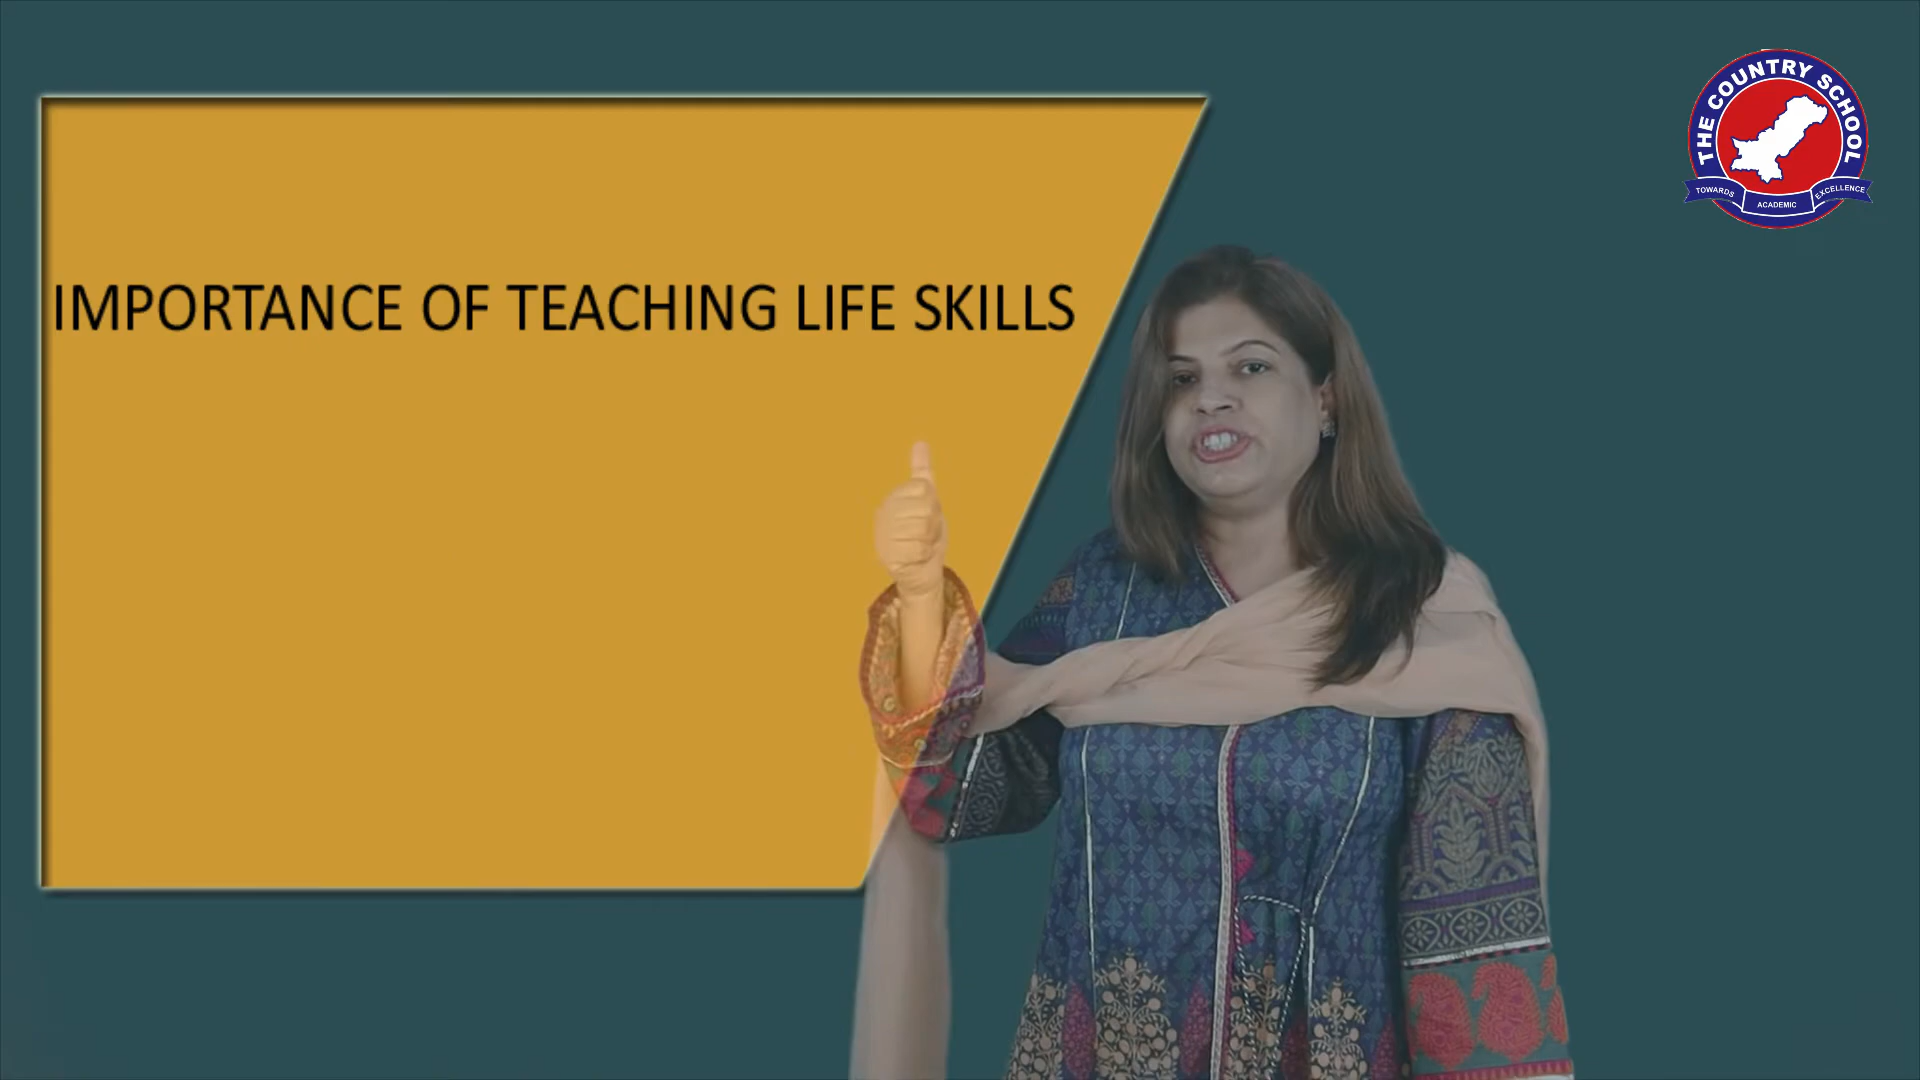 THE COUNTRY SCHOOL
TOWARDS ACADEMIC EXCELLENCE
IMPORTANCE OF TEACHING LIFE SKILLS